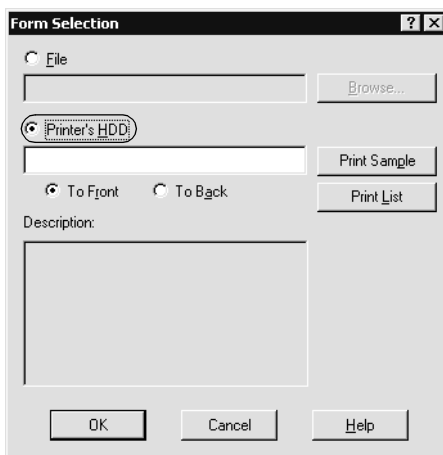 Form Selection
File
Browse...
Printer's HDD
Print Sample
To Front To Back
Print List
Description:
OK Cancel Help